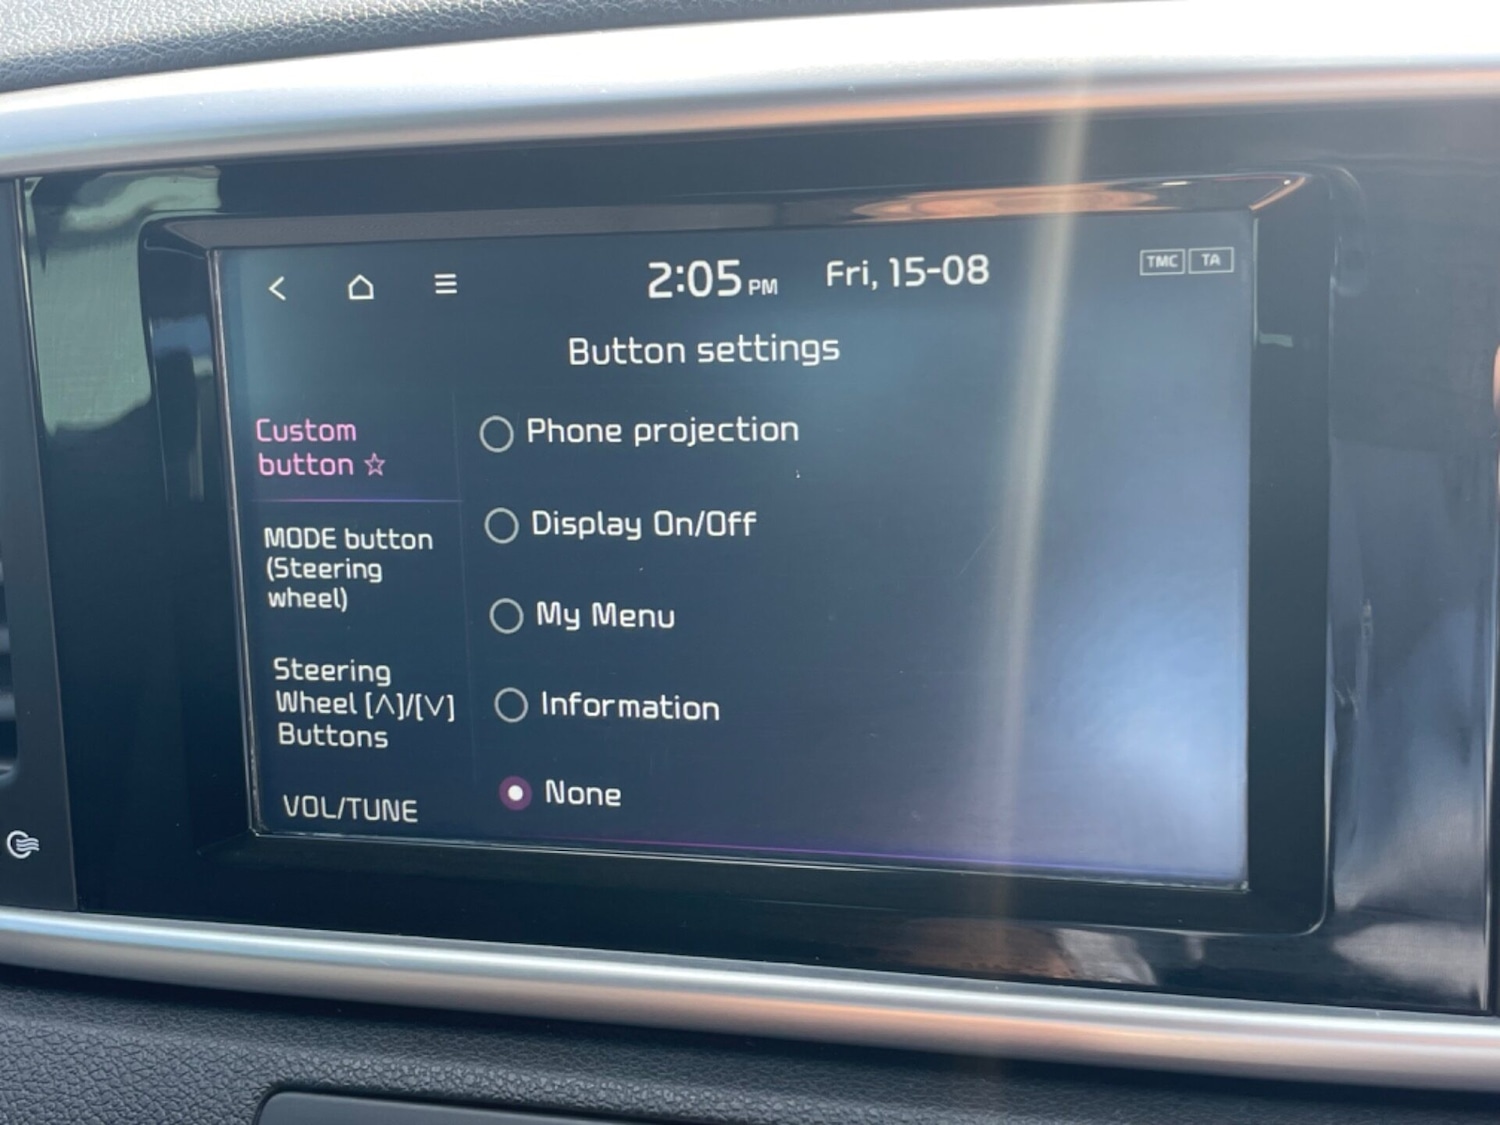 2:05 PM Fri, 15-08 TMC TA
Button settings
Custom
button ☆
MODE button
(Steering
wheel)
Steering
Wheel [∧]/[∨]
Buttons
VOL/TUNE
Phone projection
Display On/Off
My Menu
Information
None